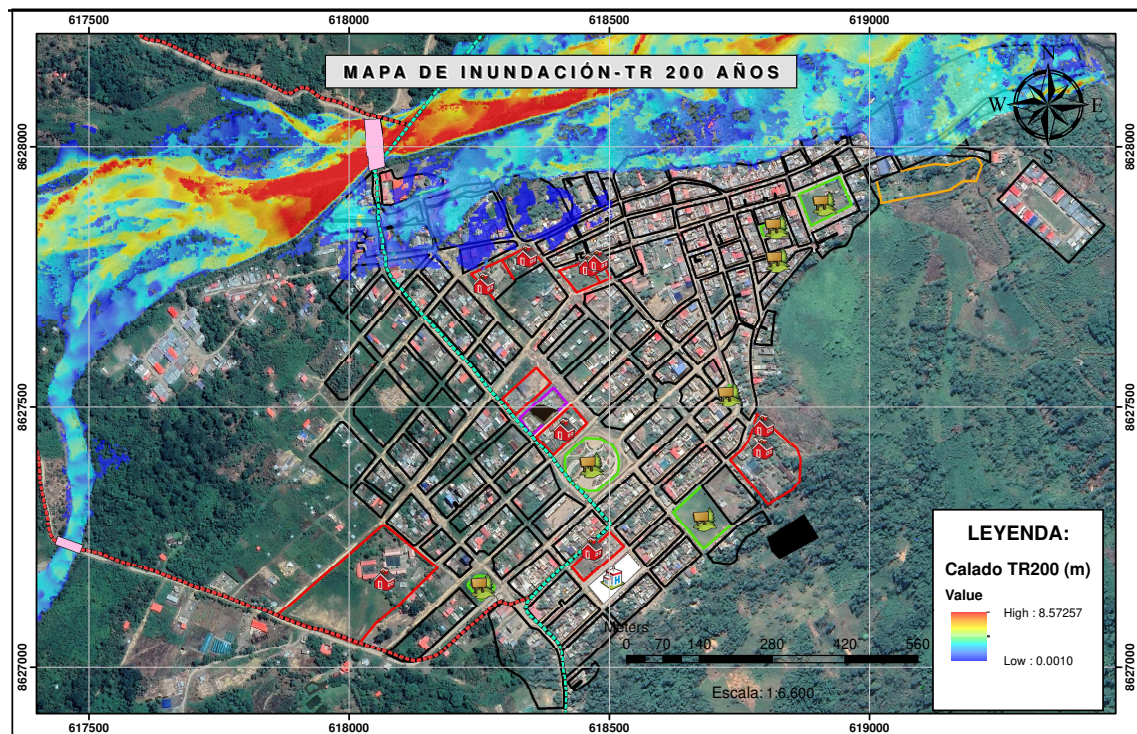 617500 618000 618500 619000
MAPA DE INUNDACIÓN-TR 200 AÑOS
N
W E
S
8628000 8628000
8627500 8627500
8627000 8627000
LEYENDA:
Calado TR200 (m)
Value
High : 8.57257
Low : 0.0010
H
Meters
0 70 140 280 420 560
Escala: 1:6.600
617500 618000 618500 619000